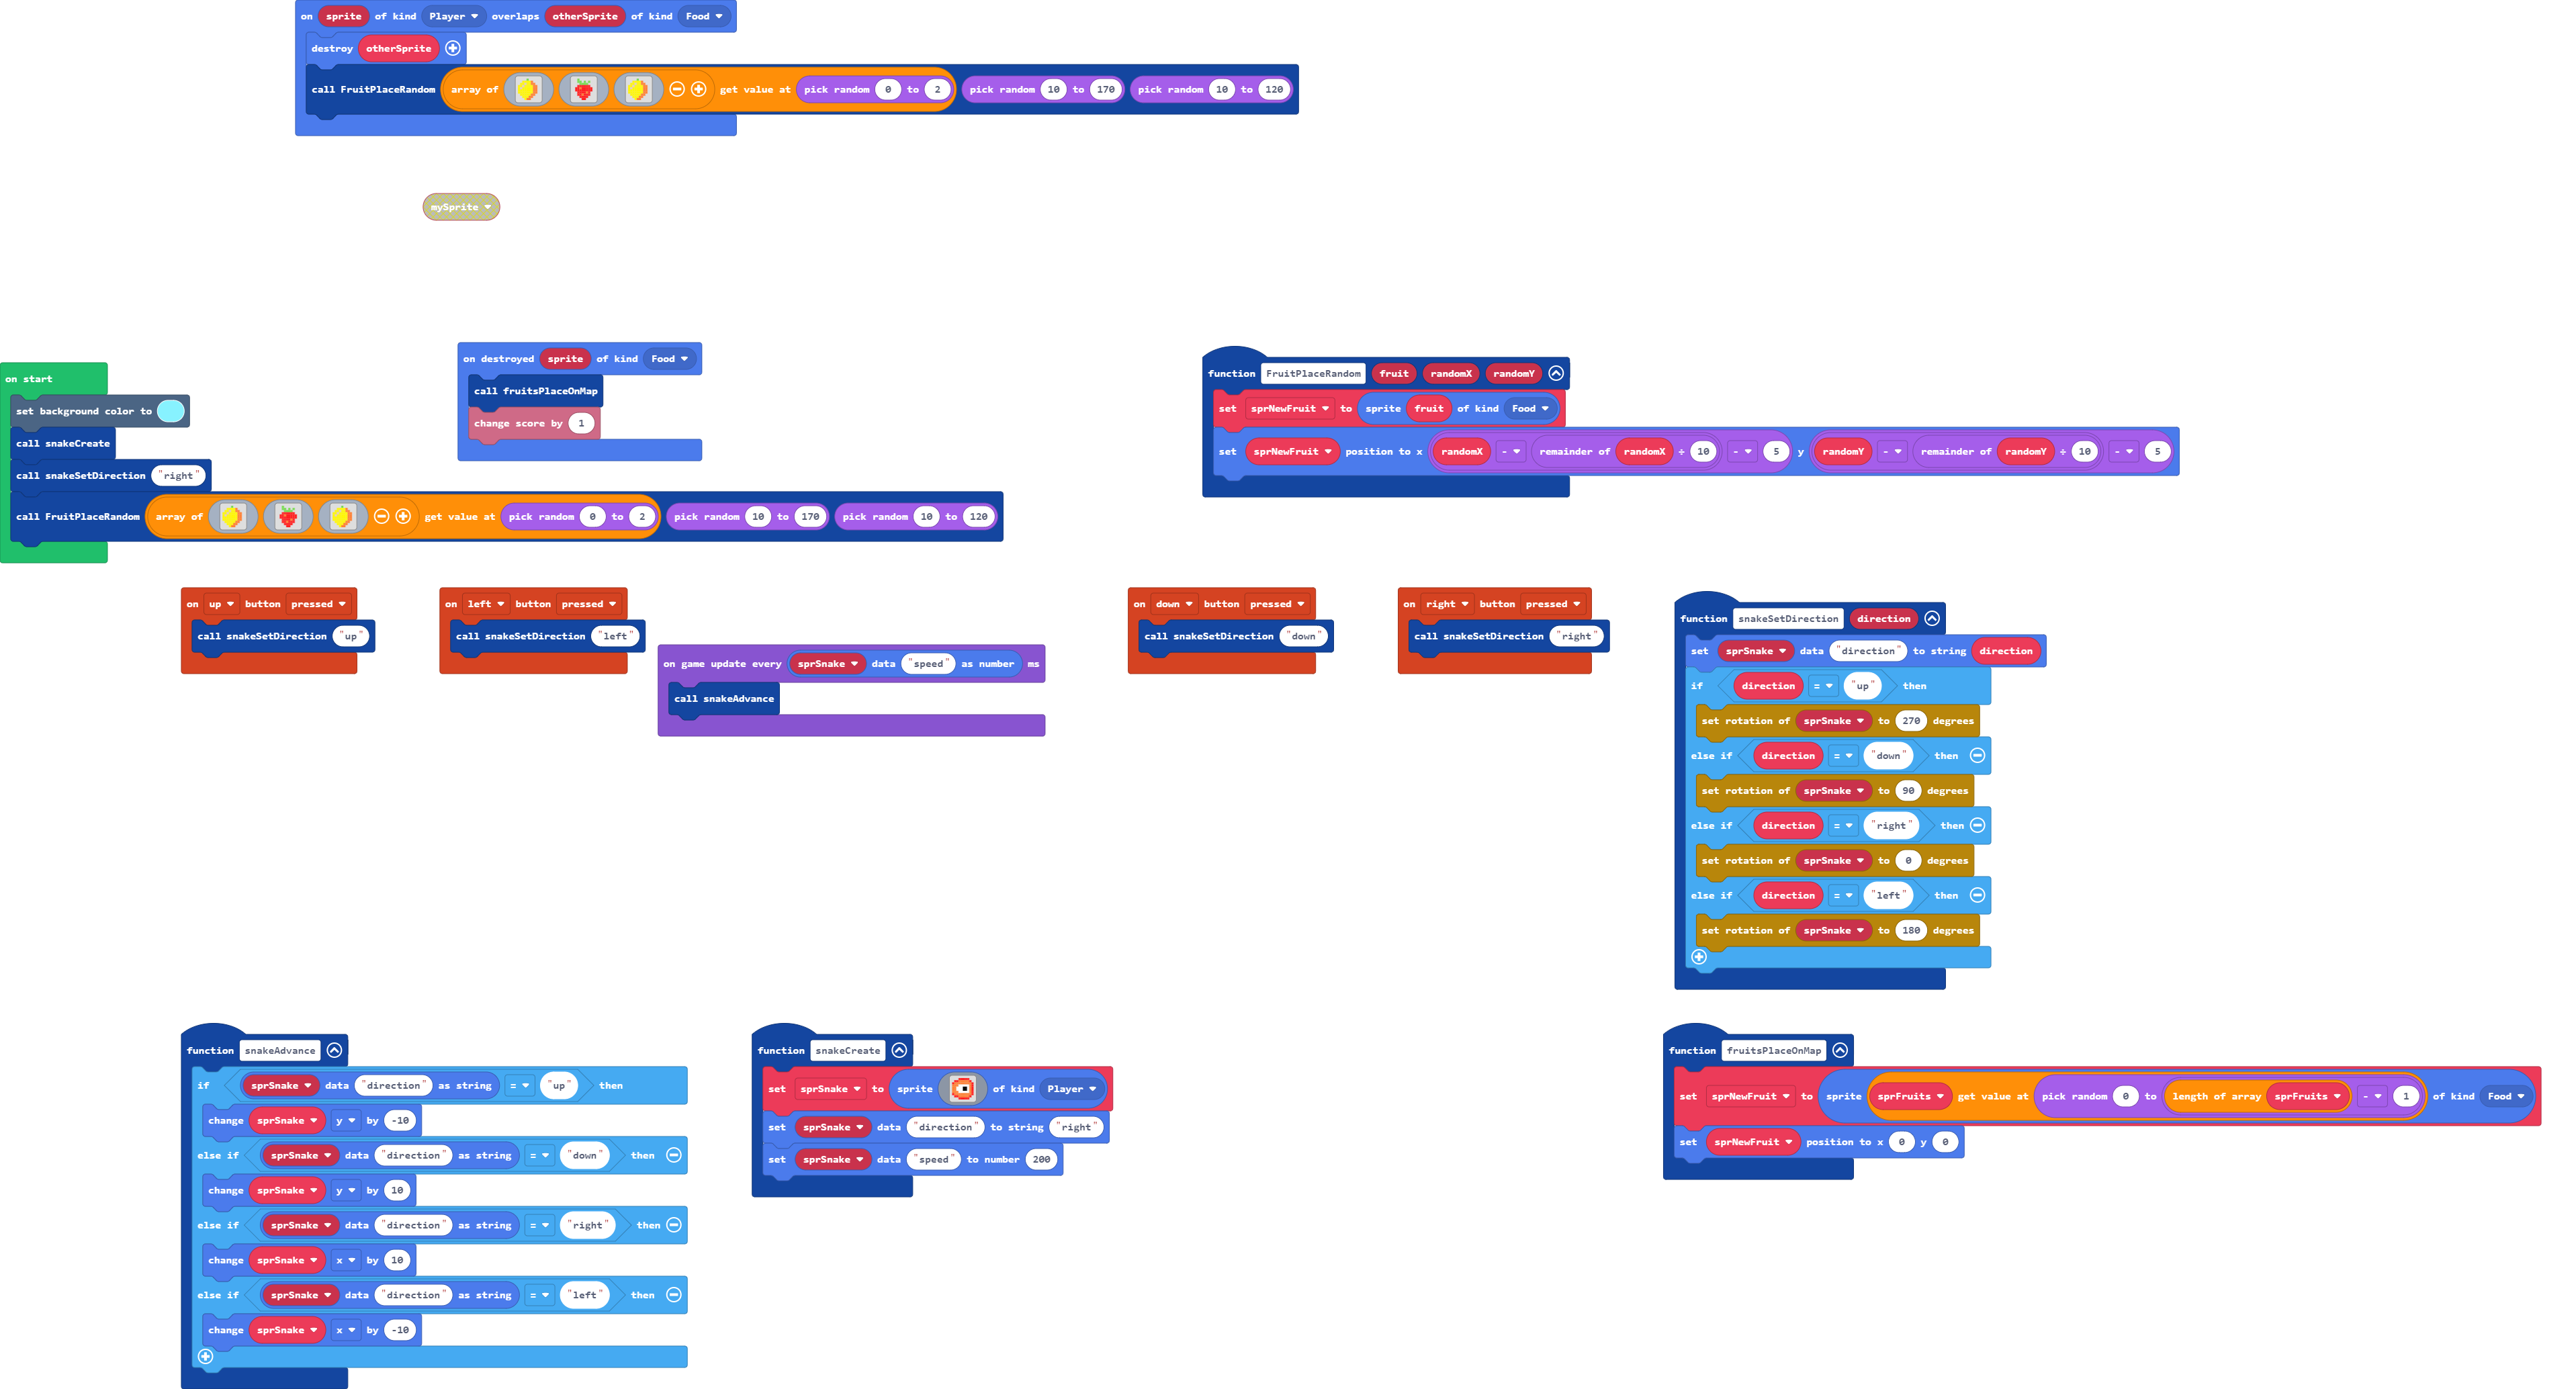 on sprite of kind Player overlaps otherSprite of kind Food
destroy otherSprite
call FruitPlaceRandom array of get value at pick random 0 to 2 pick random 10 to 170 pick random 10 to 120
mySprite
on start
set background color to
call snakeCreate
call snakeSetDirection "right"
call FruitPlaceRandom array of get value at pick random 0 to 2 pick random 10 to 170 pick random 10 to 120
on destroyed sprite of kind Food
call fruitsPlaceOnMap
change score by 1
function FruitPlaceRandom fruit randomX randomY
set sprNewFruit to sprite fruit of kind Food
set sprNewFruit position to x randomX - remainder of randomX ÷ 10 - 5 y randomY - remainder of randomY ÷ 10 - 5
on up button pressed
call snakeSetDirection "up"
on left button pressed
call snakeSetDirection "left"
on game update every sprSnake data "speed" as number ms
call snakeAdvance
on down button pressed
call snakeSetDirection "down"
on right button pressed
call snakeSetDirection "right"
function snakeSetDirection direction
set sprSnake data "direction" to string direction
if direction = "up" then
set rotation of sprSnake to 270 degrees
else if direction = "down" then
set rotation of sprSnake to 90 degrees
else if direction = "right" then
set rotation of sprSnake to 0 degrees
else if direction = "left" then
set rotation of sprSnake to 180 degrees
function snakeAdvance
if sprSnake data "direction" as string = "up" then
change sprSnake y by -10
else if sprSnake data "direction" as string = "down" then
change sprSnake y by 10
else if sprSnake data "direction" as string = "right" then
change sprSnake x by 10
else if sprSnake data "direction" as string = "left" then
change sprSnake x by -10
function snakeCreate
set sprSnake to sprite of kind Player
set sprSnake data "direction" to string "right"
set sprSnake data "speed" to number 200
function fruitsPlaceOnMap
set sprNewFruit to sprite sprFruits get value at pick random 0 to length of array sprFruits - 1 of kind Food
set sprNewFruit position to x 0 y 0